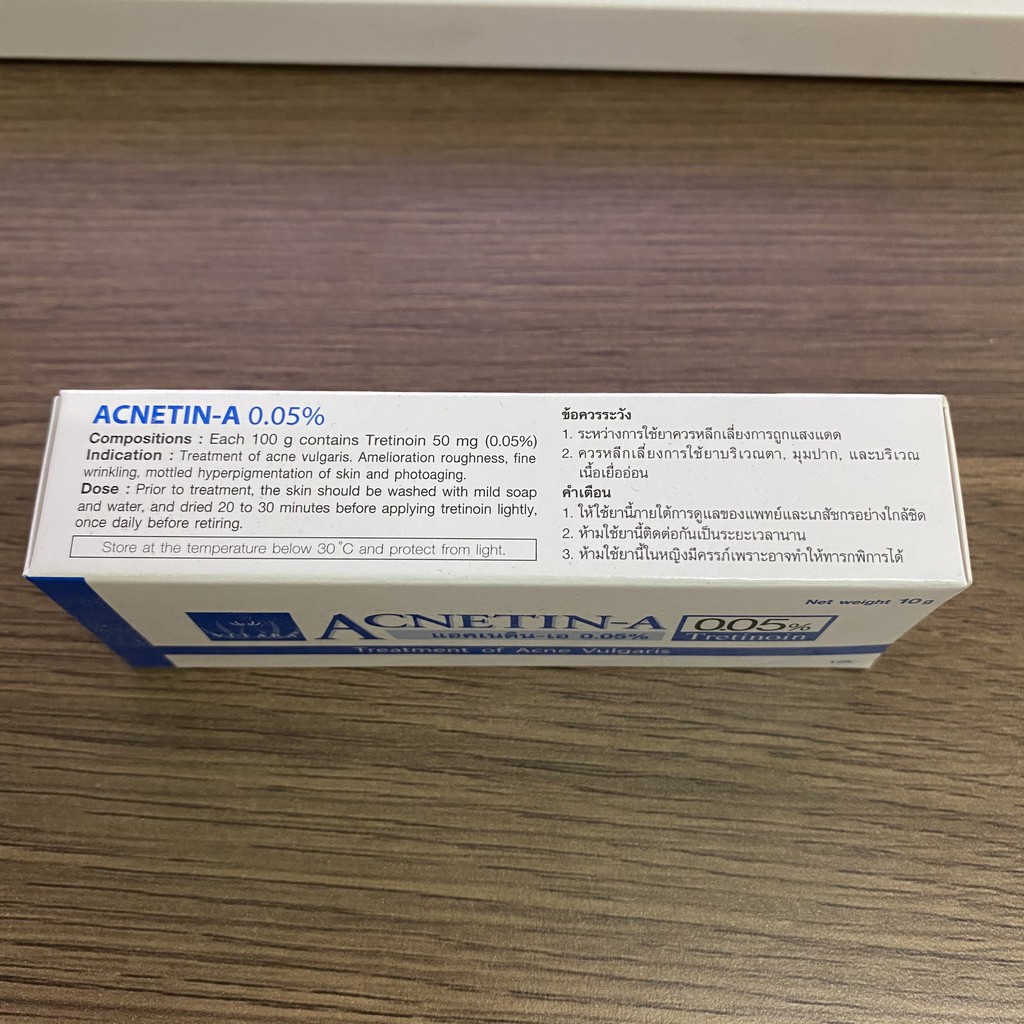 ACNETIN-A 0.05%
Compositions : Each 100 g contains Tretinoin 50 mg (0.05%)
Indication : Treatment of acne vulgaris. Amelioration roughness, fine
wrinkling, mottled hyperpigmentation of skin and photoaging.
Dose : Prior to treatment, the skin should be washed with mild soap
and water, and dried 20 to 30 minutes before applying tretinoin lightly,
once daily before retiring.
Store at the temperature below 30 °C and protect from light.
ข้อควรระวัง
1. ระหว่างการใช้ยาควรหลีกเลี่ยงการถูกแสงแดด
2. ควรหลีกเลี่ยงการใช้ยาบริเวณตา, มุมปาก, และบริเวณ
เนื้อเยื่ออ่อน
คำเตือน
1. ให้ใช้ยานี้ภายใต้การดูแลของแพทย์และเภสัชกรอย่างใกล้ชิด
2. ห้ามใช้ยานี้ติดต่อกันเป็นระยะเวลานาน
3. ห้ามใช้ยานี้ในหญิงมีครรภ์เพราะอาจทำให้ทารกพิการได้
Net weight 10 g
ACNETIN-A 0.05%
แอคเนติน-เอ 0.05% Tretinoin
Treatment of Acne Vulgaris